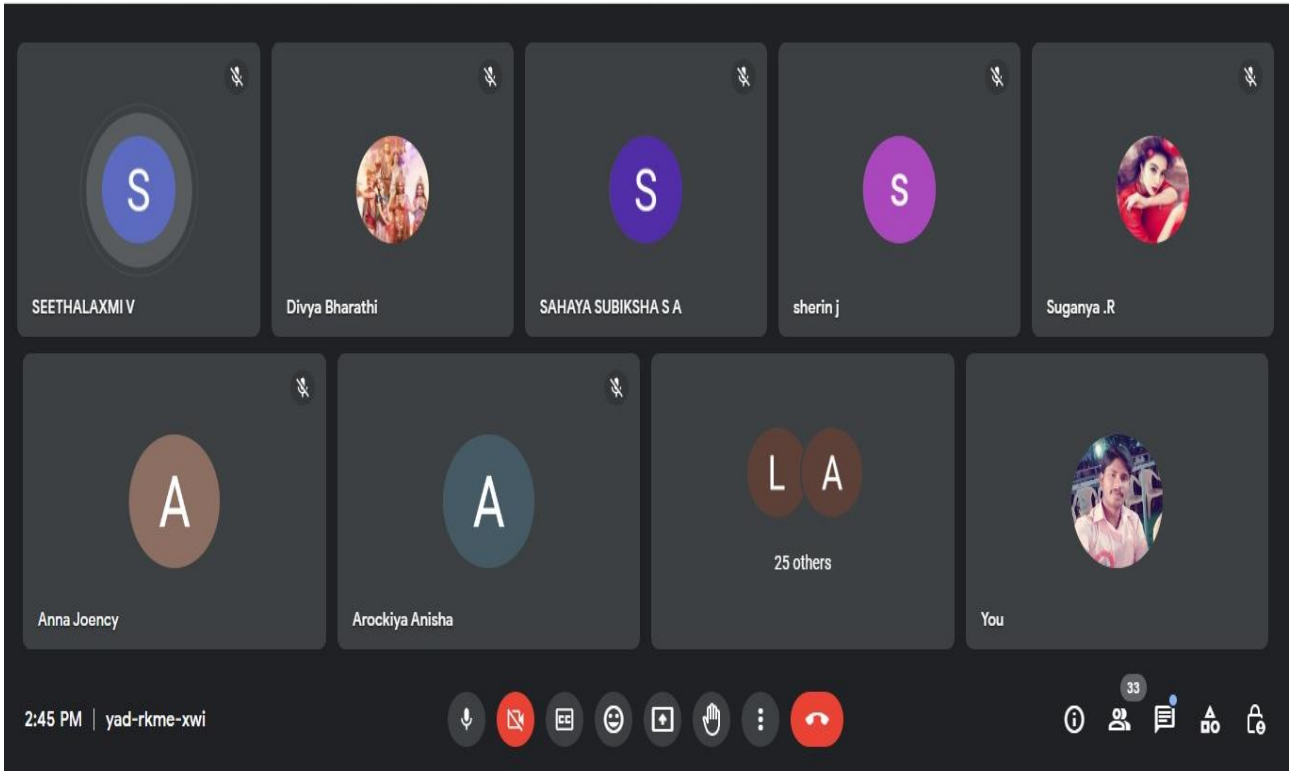 S
SEETHALAXMI V
Divya Bharathi
S
SAHAYA SUBIKSHA S A
S
sherin j
Suganya .R
A
Anna Joency
A
Arockiya Anisha
L A
25 others
You
2:45 PM | yad-rkme-xwi
CC
33